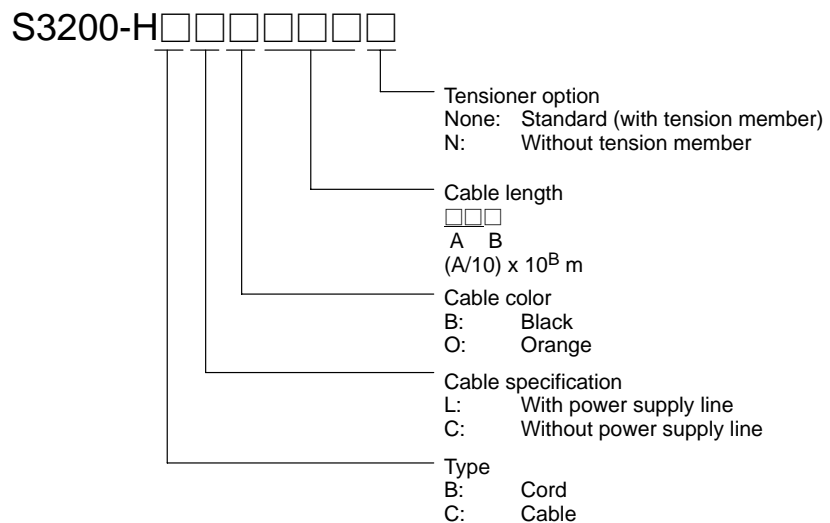 S3200-H□□□□□□□
Tensioner option
None: Standard (with tension member)
N: Without tension member
Cable length
□□□
A B
(A/10) x 10^B m
Cable color
B: Black
O: Orange
Cable specification
L: With power supply line
C: Without power supply line
Type
B: Cord
C: Cable